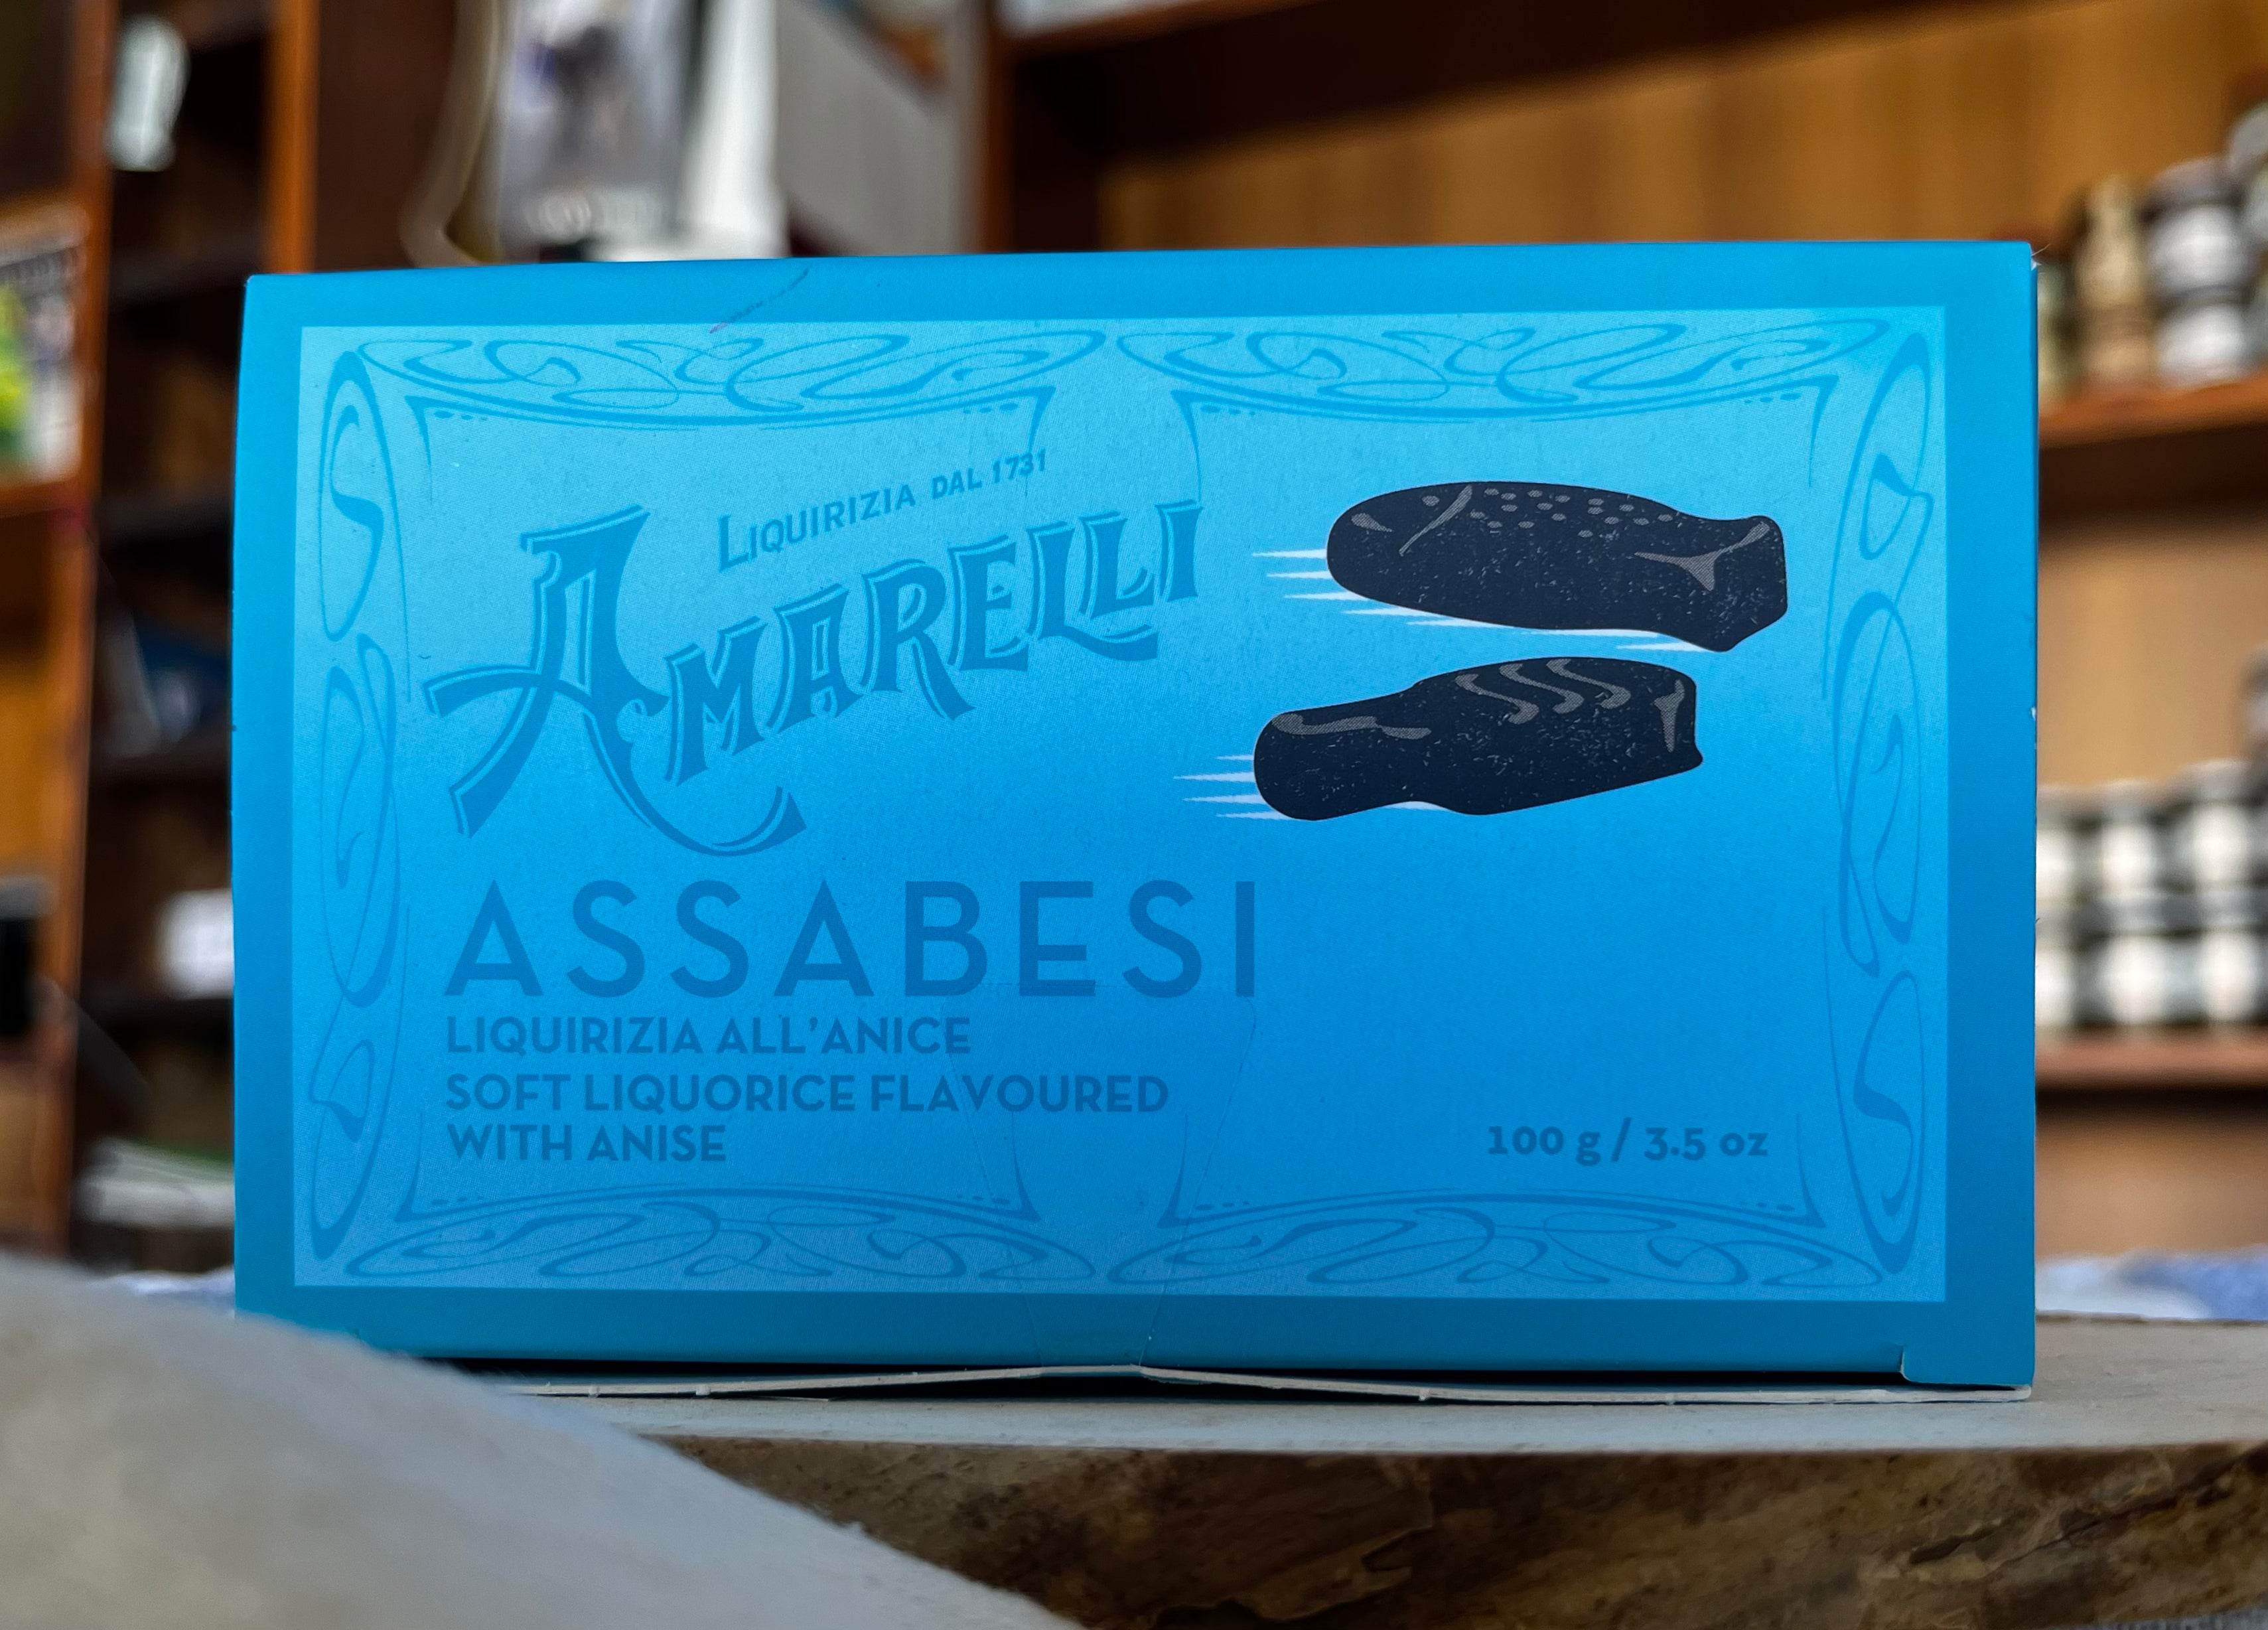 LIQUIRIZIA DAL 1731
AMARELLI
ASSABESI
LIQUIRIZIA ALL'ANICE
SOFT LIQUORICE FLAVOURED
WITH ANISE
100 g / 3.5 oz